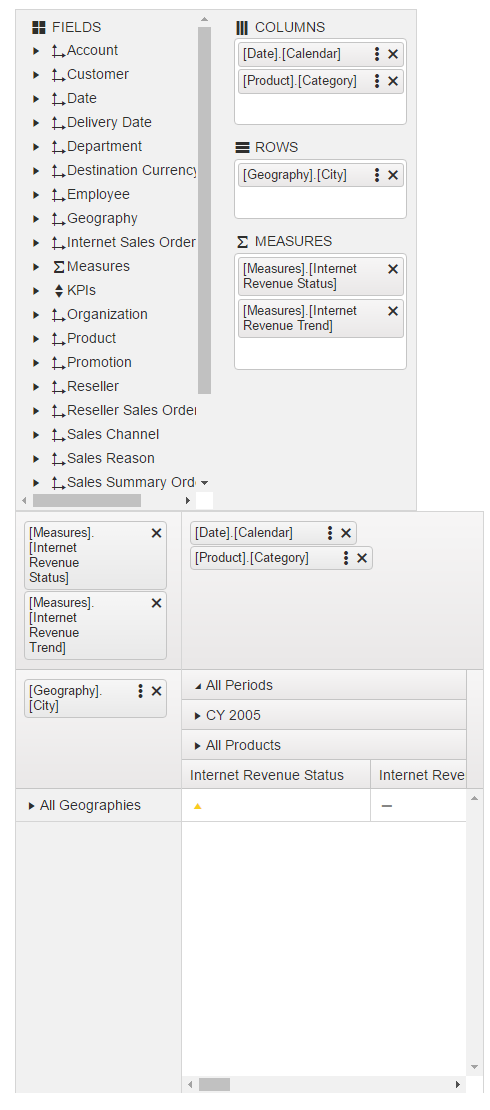 FIELDS
Account
Customer
Date
Delivery Date
Department
Destination Currency
Employee
Geography
Internet Sales Order
Measures
KPIs
Organization
Product
Promotion
Reseller
Reseller Sales Order
Sales Channel
Sales Reason
Sales Summary Ord
COLUMNS
[Date].[Calendar]
[Product].[Category]
ROWS
[Geography].[City]
Σ MEASURES
[Measures].[Internet
Revenue Status]
[Measures].[Internet
Revenue Trend]
[Measures].
[Internet
Revenue
Status]
[Measures].
[Internet
Revenue
Trend]
[Date].[Calendar]
[Product].[Category]
[Geography].
[City]
All Periods
CY 2005
All Products
Internet Revenue Status Internet Reve
All Geographies